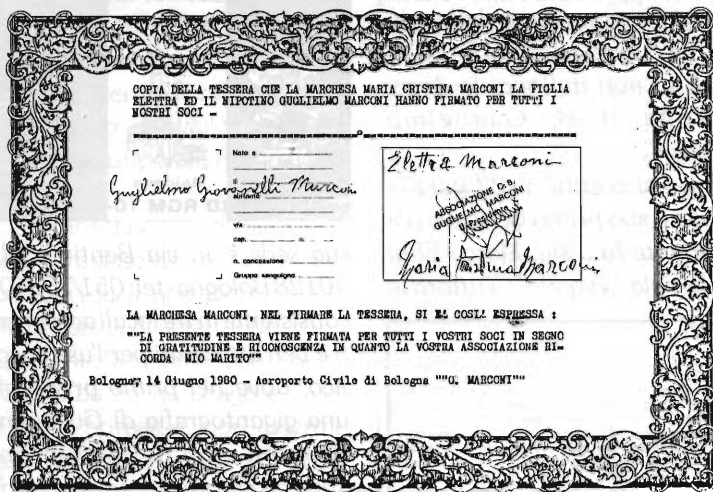 COPIA DELLA TESSERA CHE LA MARCHESA MARIA CRISTINA MARCONI LA FIGLIA
ELETTRA ED IL NIPOTINO GUGLIELMO MARCONI HANNO FIRMATO PER TUTTI I
NOSTRI SOCI
Nato a
il
Guglielmo Giovanelli Marconi
domicilio
via
cap. n.
n. concessione
Gruppo sanguigno
Elettra Marconi
ASSOCIAZIONE C.B.
GUGLIELMO MARCONI
Il Presidente
Maria Cristina Marconi
LA MARCHESA MARCONI, NEL FIRMARE LA TESSERA, SI E' COSI' ESPRESSA :
""LA PRESENTE TESSERA VIENE FIRMATA PER TUTTI I VOSTRI SOCI IN SEGNO
DI GRATITUDINE E RICONOSCENZA IN QUANTO LA VOSTRA ASSOCIAZIONE RI-
CORDA MIO MARITO""
Bologna, 14 Giugno 1980 - Aeroporto Civile di Bologna ""G. MARCONI""